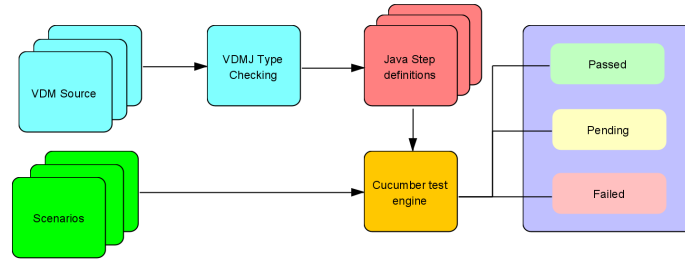 VDM Source
VDMJ Type
Checking
Java Step
definitions
Passed
Pending
Failed
Scenarios
Cucumber test
engine